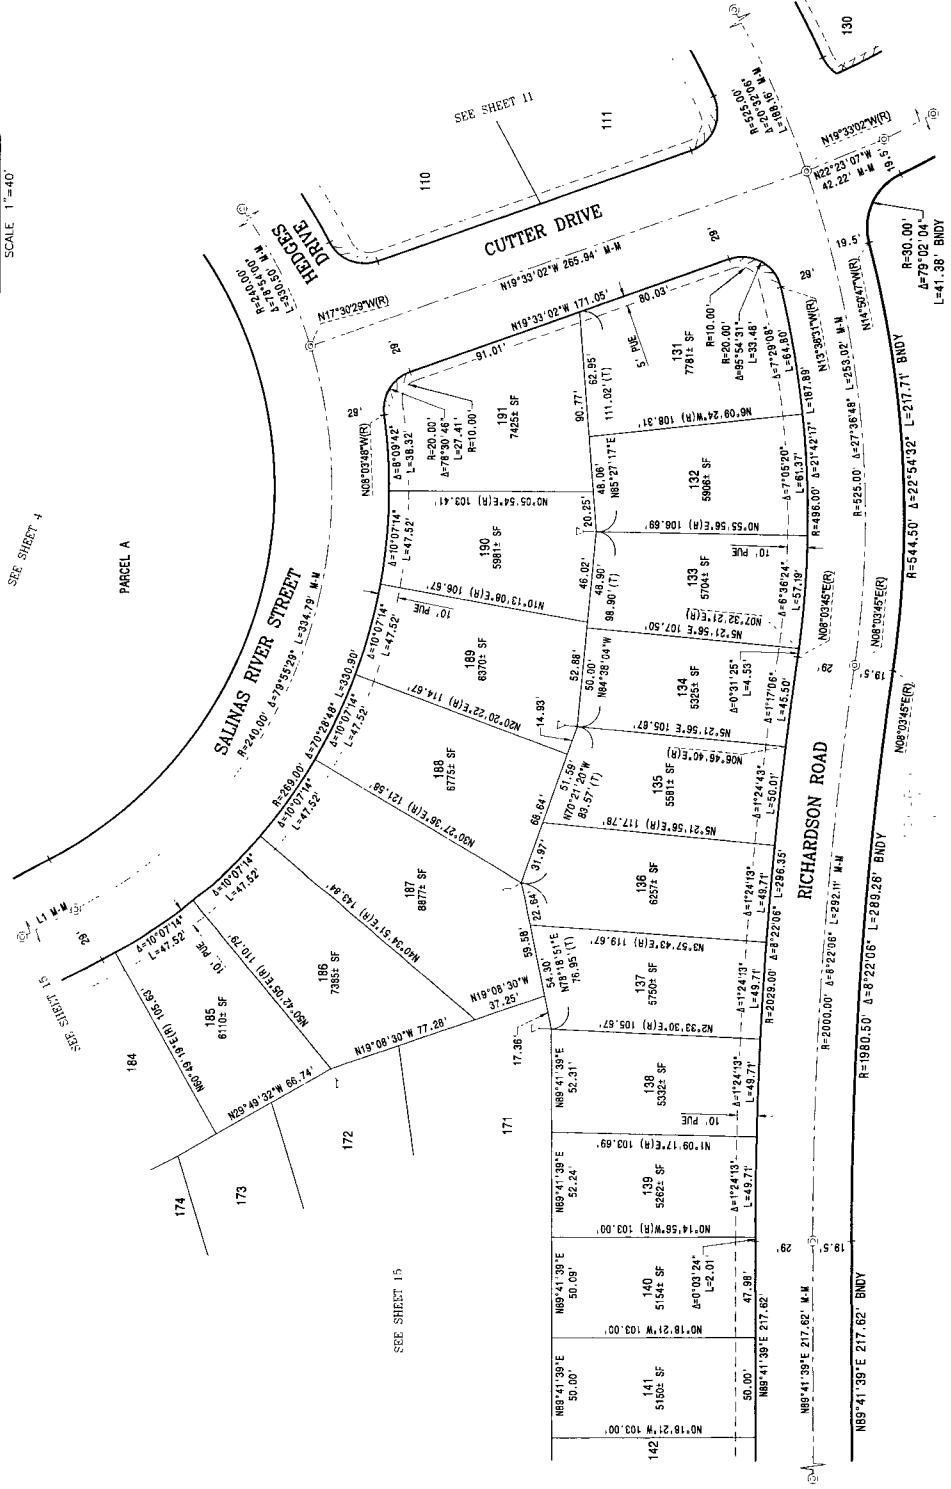 SCALE 1"=40'
SEE SHEET 4
PARCEL A
SEE SHEET 11
130
111
110
HEDGES
DRIVE
R=240.00'
Δ=78°54'00"
L=330.50' M-M
N17°30'29"W(R)
CUTTER DRIVE
N19°33'02"W 265.94' M-M
N19°33'02"W 171.05'
91.01'
80.03'
29'
R=525.00'
Δ=20°32'06"
L=188.16' M-M
N19°33'02"W(R)
N22°23'07"W
42.22' M-M
19.5'
19.5'
R=30.00'
Δ=79°02'04"
L=41.38' BNDY
N14°50'47"W(R)
N13°38'31"W(R)
29'
29'
28'
N08°03'48"W(R)
Δ=8°09'42"
L=38.32'
R=20.00'
Δ=78°30'46"
L=27.41'
R=10.00'
R=10.00'
R=20.00'
Δ=95°54'31"
L=33.48'
Δ=7°29'08"
L=64.80'
5' PUE
SALINAS RIVER STREET
R=240.00' Δ=79°55'29" L=334.79' M-M
R=269.00' Δ=70°28'48" L=330.90'
L1 M-M
29'
SEE SHEET 15
191
7425± SF
N0°05'54"E(R) 103.41'
Δ=10°07'14"
L=47.52'
190
5981± SF
N10°13'08"E(R) 106.67'
10' PUE
Δ=10°07'14"
L=47.52'
189
6370± SF
N20°20'22"E(R) 114.67'
Δ=10°07'14"
L=47.52'
188
6775± SF
N30°27'36"E(R) 121.58'
Δ=10°07'14"
L=47.52'
187
8877± SF
N40°34'51"E(R) 143.84'
Δ=10°07'14"
L=47.52'
186
7385± SF
N50°42'05"E(R) 110.79'
10' PUE
Δ=10°07'14"
L=47.52'
185
6110± SF
N60°49'19"E(R) 105.63'
184
N29°49'32"W 66.74'
N19°08'30"W 77.28'
N19°08'30"W
37.25'
174
173
172
171
SEE SHEET 15
90.77'
62.95'
111.02'(T)
48.06'
N85°27'17"E
20.25'
46.02'
48.90'
98.90'(T)
52.88'
50.00'
N84°38'04"W
14.93'
51.59'
N70°21'20"W
83.57'(T)
68.64'
31.97'
22.64'
59.58'
54.30'
N78°18'51"E
76.95'(T)
17.36'
131
7781± SF
N6°09'24"W(R) 108.31'
132
5906± SF
Δ=7°05'20"
L=61.37'
N0°55'56"E(R) 106.69'
10' PUE
133
5704± SF
N07°32'21"E(R)
Δ=6°36'24"
L=57.19'
N5°21'56"E 107.50'
134
5325± SF
Δ=0°31'25"
L=4.53'
Δ=1°17'06"
L=45.50'
N5°21'56"E 105.67'
N06°46'40"E(R)
135
5581± SF
Δ=1°24'43"
L=50.01'
N5°21'56"E(R) 117.78'
136
6257± SF
Δ=1°24'13"
L=49.71'
N3°57'43"E(R) 119.67'
137
5750± SF
Δ=1°24'13"
L=49.71'
N2°33'30"E(R) 105.67'
N89°41'39"E
52.31'
138
5332± SF
Δ=1°24'13"
L=49.71'
10' PUE
N1°09'17"E(R) 103.69'
N89°41'39"E
52.24'
139
5262± SF
Δ=1°24'13"
L=49.71'
N0°14'56"W(R) 103.00'
N89°41'39"E
50.09'
140
5154± SF
Δ=0°03'24"
L=2.01'
47.98'
N0°18'21"W 103.00'
N89°41'39"E
50.00'
141
5150± SF
50.00'
N0°18'21"W 103.00'
142
R=496.00' Δ=21°42'17" L=187.89'
R=525.00' Δ=27°36'48" L=253.02' M-M
R=544.50' Δ=22°54'32" L=217.71' BNDY
N08°03'45"E(R)
N08°03'45"E(R)
N08°03'45"E(R)
29'
19.5'
RICHARDSON ROAD
R=2029.00' Δ=8°22'06" L=296.35'
R=2000.00' Δ=8°22'06" L=292.11' M-M
R=1980.50' Δ=8°22'06" L=289.26' BNDY
29'
19.5'
N89°41'39"E 217.62'
N89°41'39"E 217.62' M-M
N89°41'39"E 217.62' BNDY